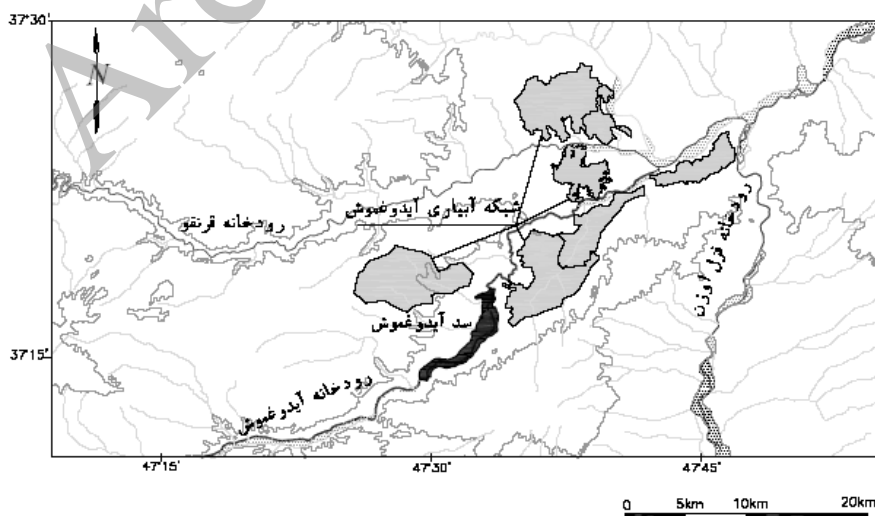 37°30'
Arc
N
شبکه آبیاری آیدوغموش
رودخانه قرنقو
رودخانه قزل اوزن
سد آیدوغموش
37°15'
رودخانه آیدوغموش
47°15'
47°30'
47°45'
0 5km 10km 20km